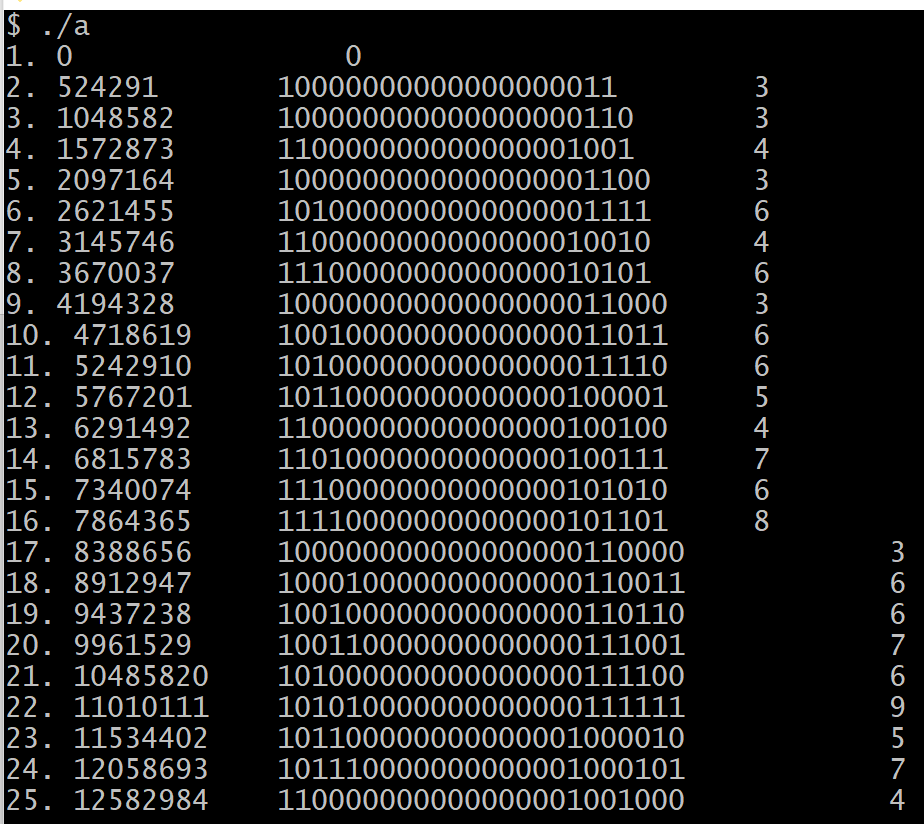 $ ./a
1. 0 0
2. 524291 10000000000000000011 3
3. 1048582 100000000000000000110 3
4. 1572873 110000000000000001001 4
5. 2097164 1000000000000000001100 3
6. 2621455 1010000000000000001111 6
7. 3145746 1100000000000000010010 4
8. 3670037 1110000000000000010101 6
9. 4194328 10000000000000000011000 3
10. 4718619 10010000000000000011011 6
11. 5242910 10100000000000000011110 6
12. 5767201 10110000000000000100001 5
13. 6291492 11000000000000000100100 4
14. 6815783 11010000000000000100111 7
15. 7340074 11100000000000000101010 6
16. 7864365 11110000000000000101101 8
17. 8388656 100000000000000000110000 3
18. 8912947 100010000000000000110011 6
19. 9437238 100100000000000000110110 6
20. 9961529 100110000000000000111001 7
21. 10485820 101000000000000000111100 6
22. 11010111 101010000000000000111111 9
23. 11534402 101100000000000001000010 5
24. 12058693 101110000000000001000101 7
25. 12582984 110000000000000001001000 4